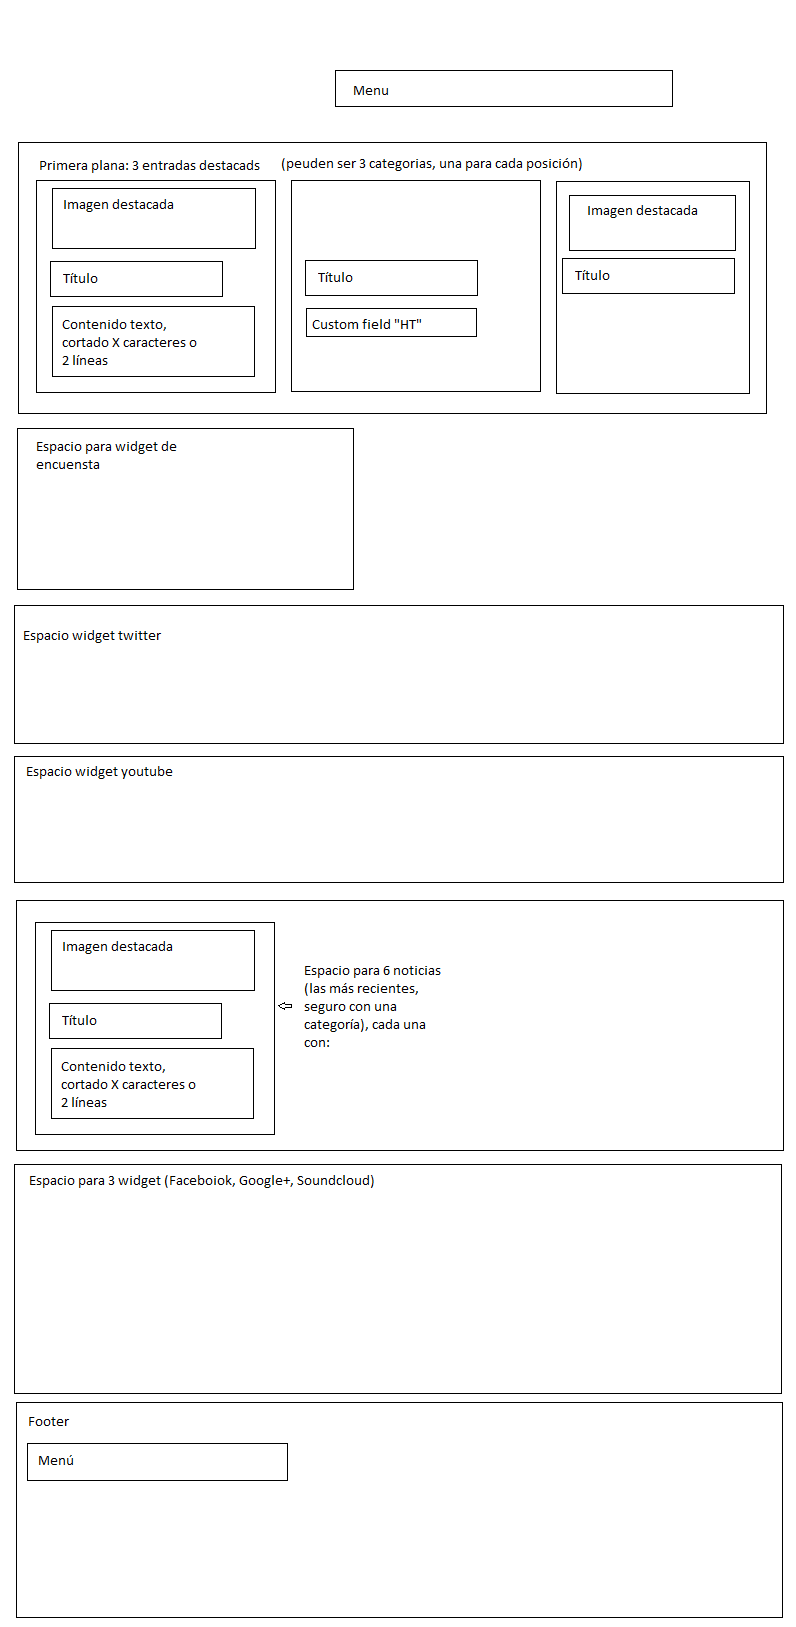 Menu
Primera plana: 3 entradas destacads
(peuden ser 3 categorias, una para cada posición)
Imagen destacada
Título
Contenido texto,
cortado X caracteres o
2 líneas
Título
Custom field "HT"
Imagen destacada
Título
Espacio para widget de
encuensta
Espacio widget twitter
Espacio widget youtube
Imagen destacada
Título
Contenido texto,
cortado X caracteres o
2 líneas
Espacio para 6 noticias
(las más recientes,
seguro con una
categoría), cada una
con:
Espacio para 3 widget (Faceboiok, Google+, Soundcloud)
Footer
Menú